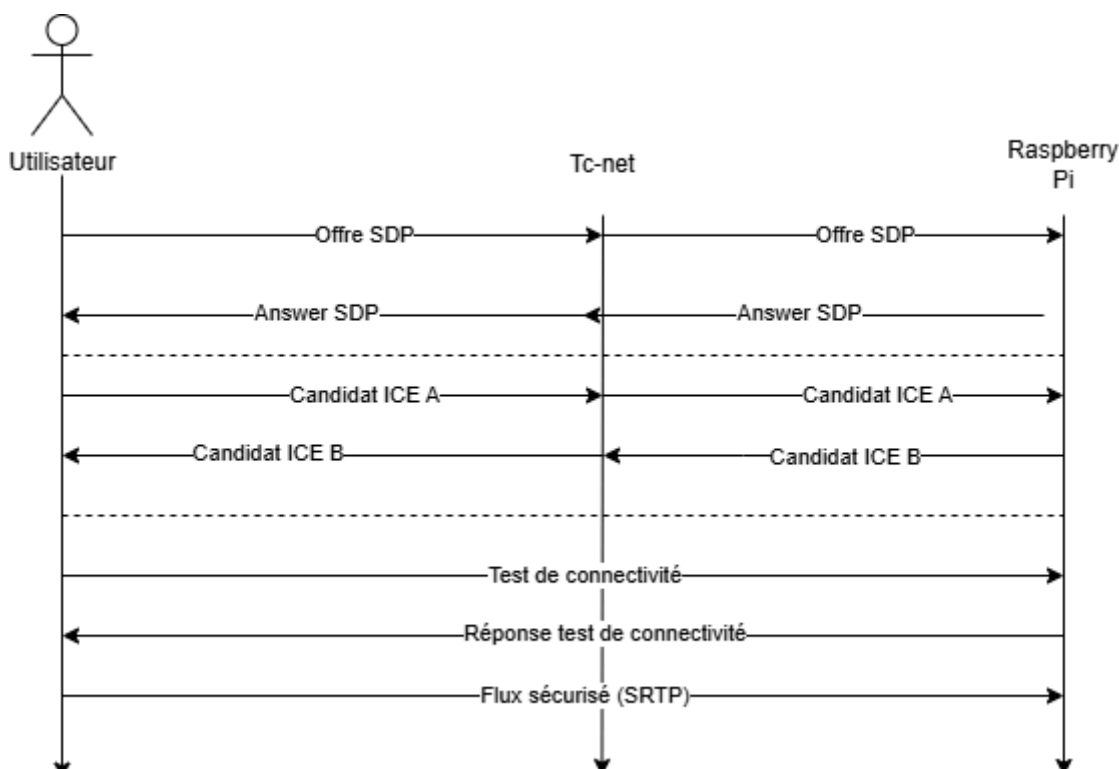 Utilisateur
Tc-net
Raspberry
Pi
Offre SDP
Offre SDP
Answer SDP
Answer SDP
Candidat ICE A
Candidat ICE A
Candidat ICE B
Candidat ICE B
Test de connectivité
Réponse test de connectivité
Flux sécurisé (SRTP)